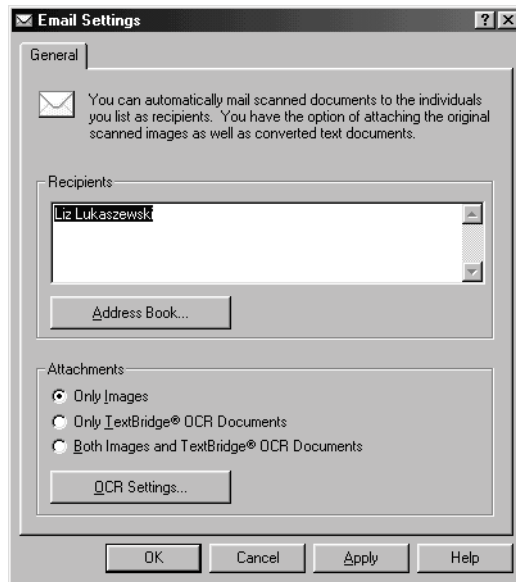 Email Settings
General
You can automatically mail scanned documents to the individuals
you list as recipients. You have the option of attaching the original
scanned images as well as converted text documents.
Recipients
Liz Lukaszewski
Address Book...
Attachments
Only Images
Only TextBridge® OCR Documents
Both Images and TextBridge® OCR Documents
OCR Settings...
OK Cancel Apply Help